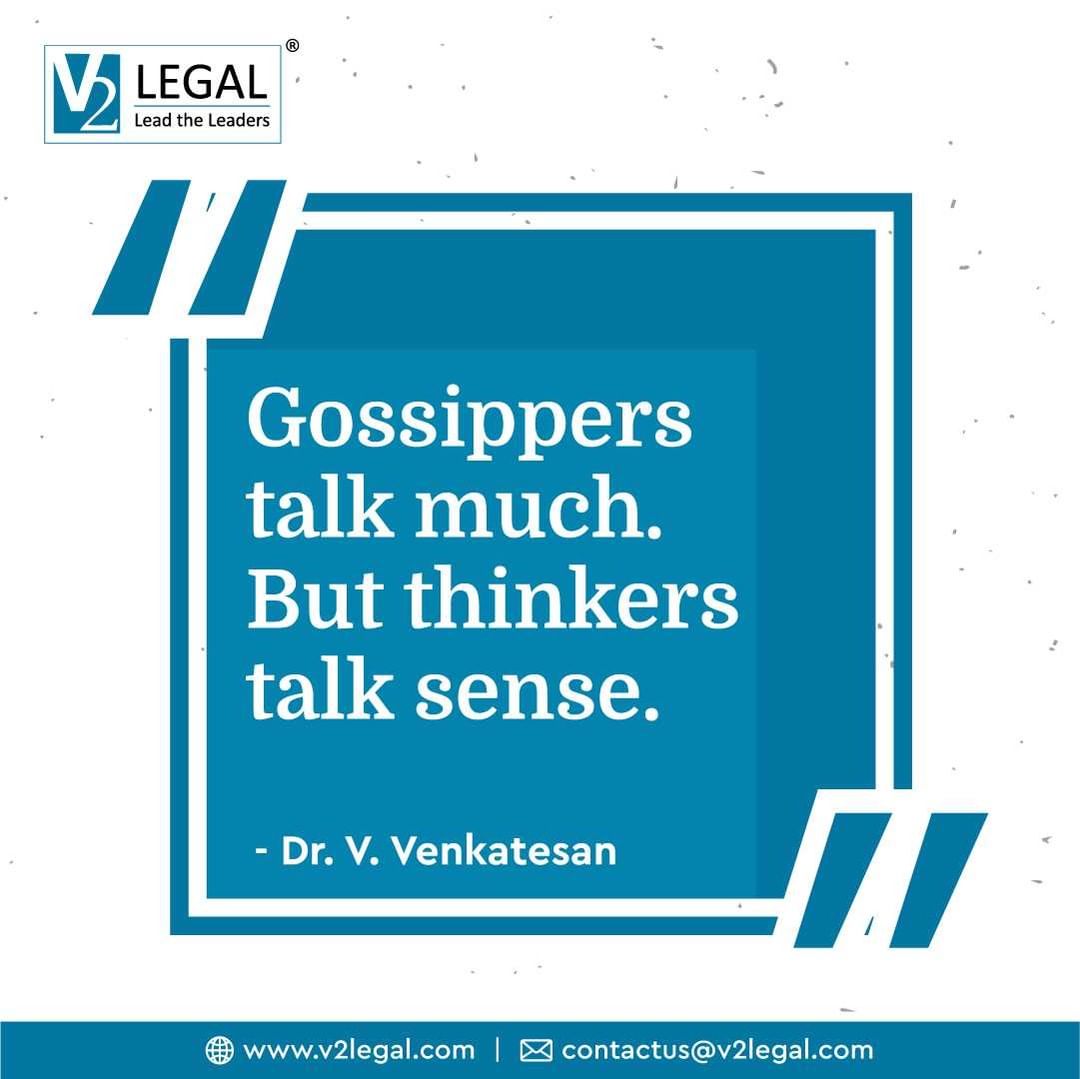 V2 LEGAL ®
Lead the Leaders
Gossippers
talk much.
But thinkers
talk sense.
- Dr. V. Venkatesan
www.v2legal.com | contactus@v2legal.com